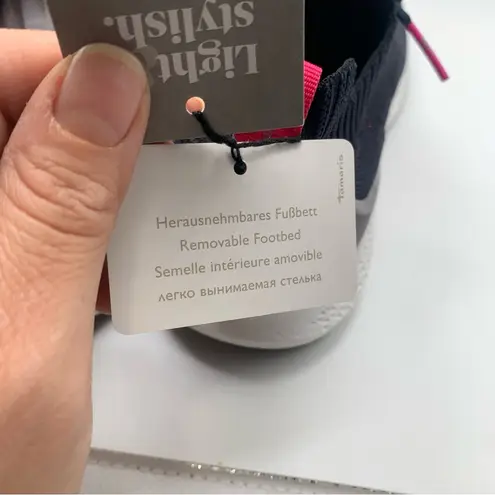 Light
stylish.
Tamaris
Herausnehmbares Fußbett
Removable Footbed
Semelle intérieure amovible
легко вынимаемая стелька